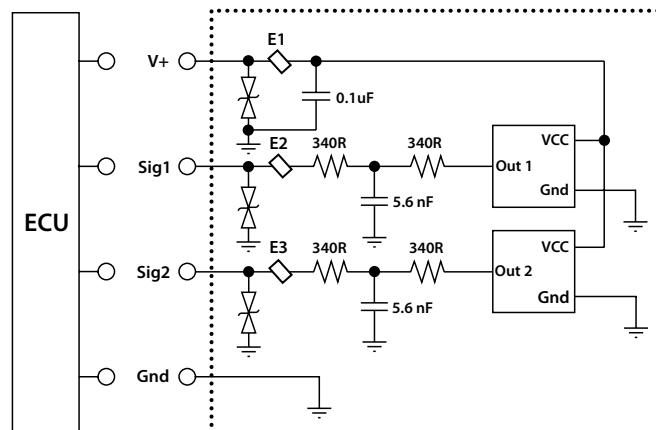 E1
V+
0.1uF
E2
340R
340R
VCC
Sig1
Out 1
Gnd
5.6 nF
ECU
E3
340R
340R
VCC
Sig2
Out 2
Gnd
5.6 nF
Gnd